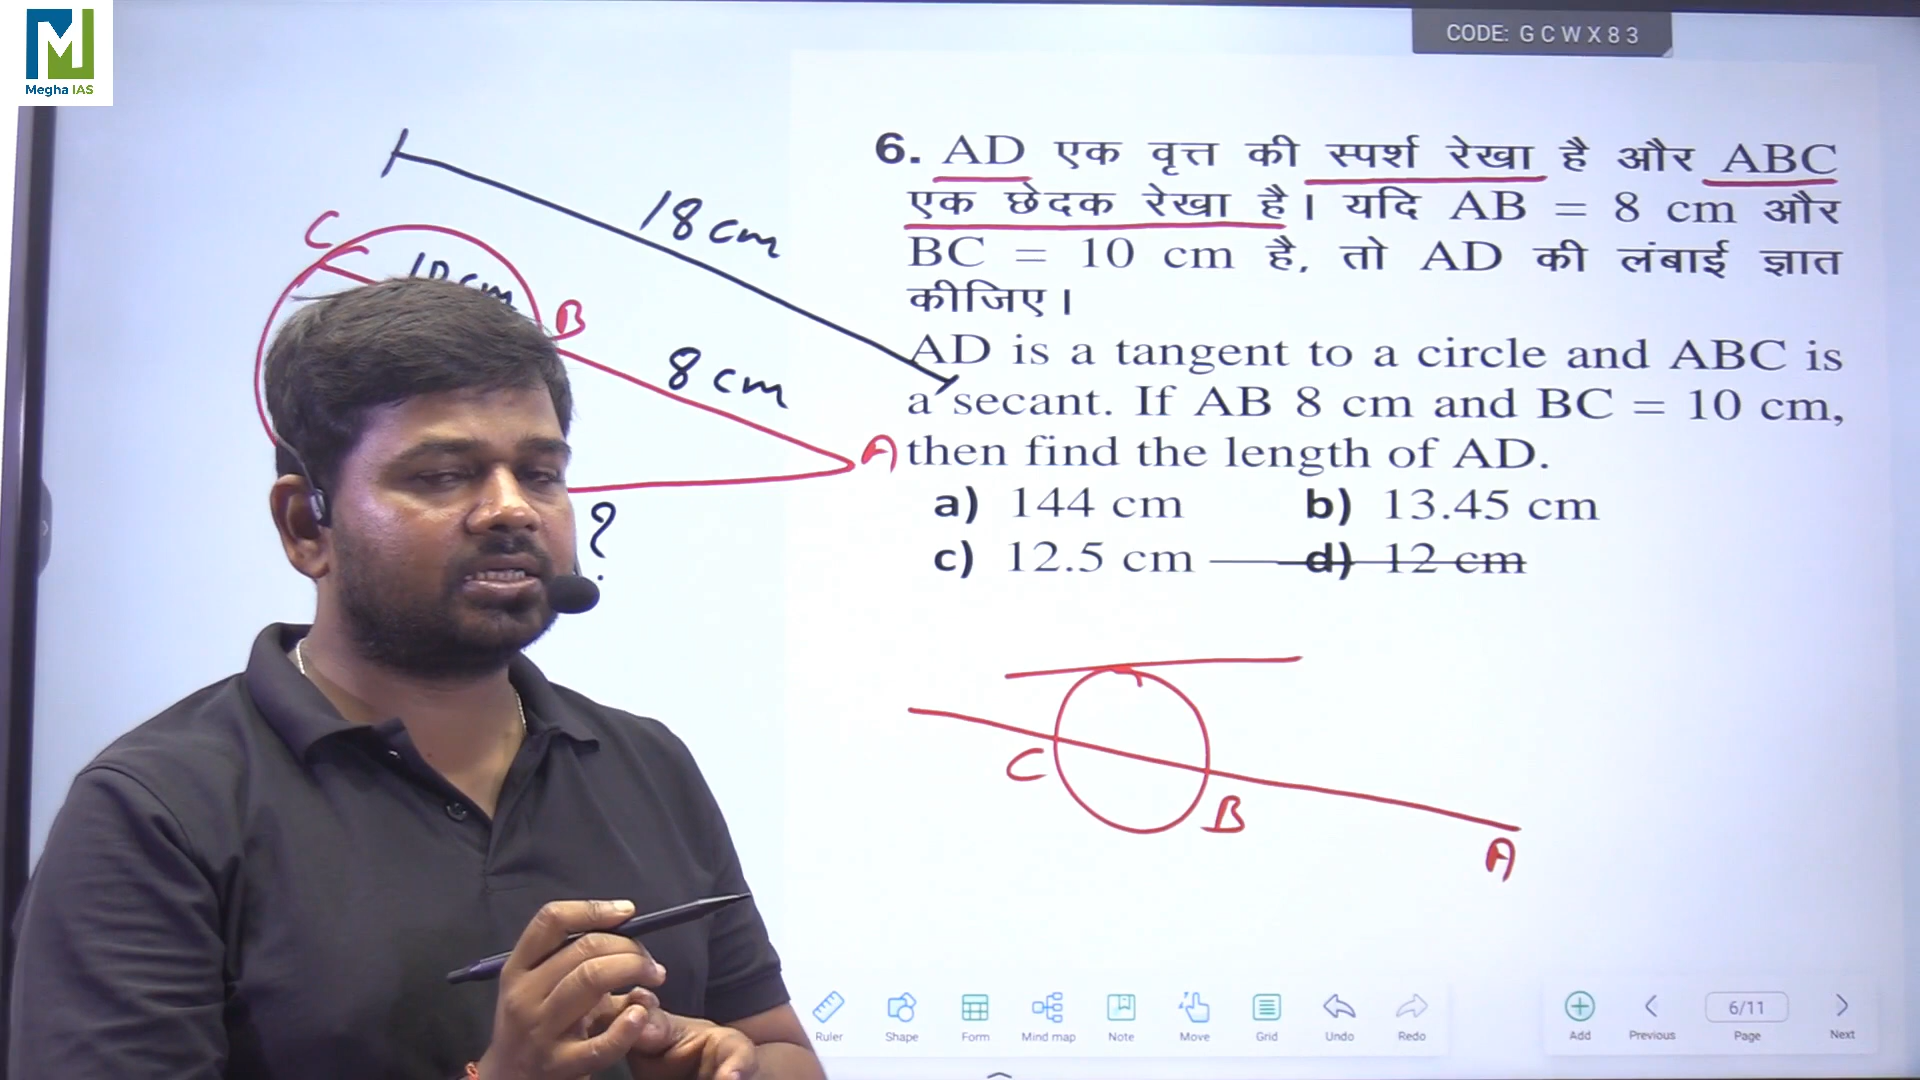 Megha IAS
CODE: G C W X 8 3
6. AD एक वृत्त की स्पर्श रेखा है और ABC
एक छेदक रेखा है। यदि AB = 8 cm और
BC = 10 cm है, तो AD की लंबाई ज्ञात
कीजिए।
AD is a tangent to a circle and ABC is
a secant. If AB 8 cm and BC = 10 cm,
then find the length of AD.
a) 144 cm b) 13.45 cm
c) 12.5 cm d) 12 cm
18 cm
C
10 cm
B
8 cm
A
?
C
B
A
Ruler Shape Form Mind map Note Move Grid Undo Redo
Add Previous 6/11 Page Next